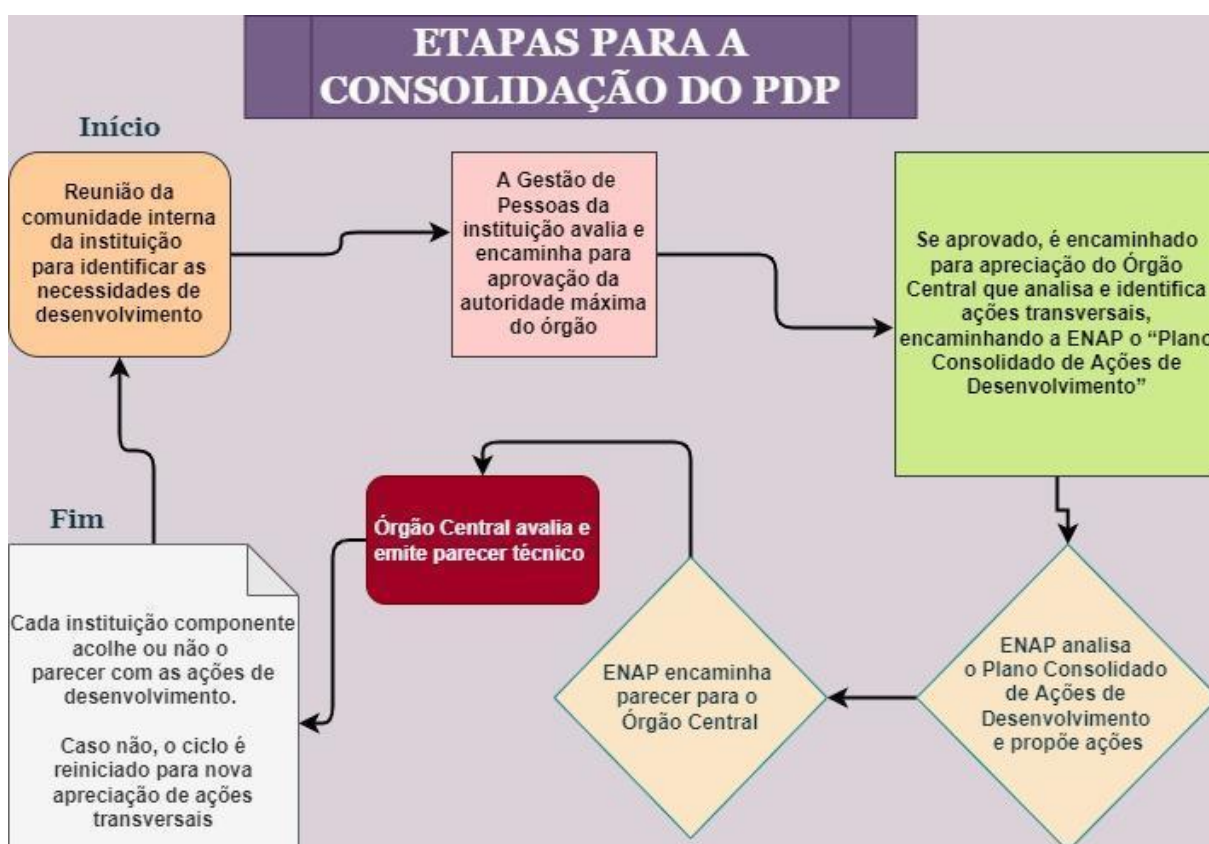 ETAPAS PARA A
CONSOLIDAÇÃO DO PDP
Início
Reunião da
comunidade interna
da instituição
para identificar as
necessidades de
desenvolvimento
A Gestão de
Pessoas da
instituição avalia e
encaminha para
aprovação da
autoridade máxima
do órgão
Se aprovado, é encaminhado
para apreciação do Órgão
Central que analisa e identifica
ações transversais,
encaminhando a ENAP o “Plano
Consolidado de Ações de
Desenvolvimento”
ENAP analisa
o Plano Consolidado
de Ações de
Desenvolvimento
e propõe ações
ENAP encaminha
parecer para o
Órgão Central
Órgão Central avalia e
emite parecer técnico
Fim
Cada instituição componente
acolhe ou não o
parecer com as ações de
desenvolvimento.
Caso não, o ciclo é
reiniciado para nova
apreciação de ações
transversais